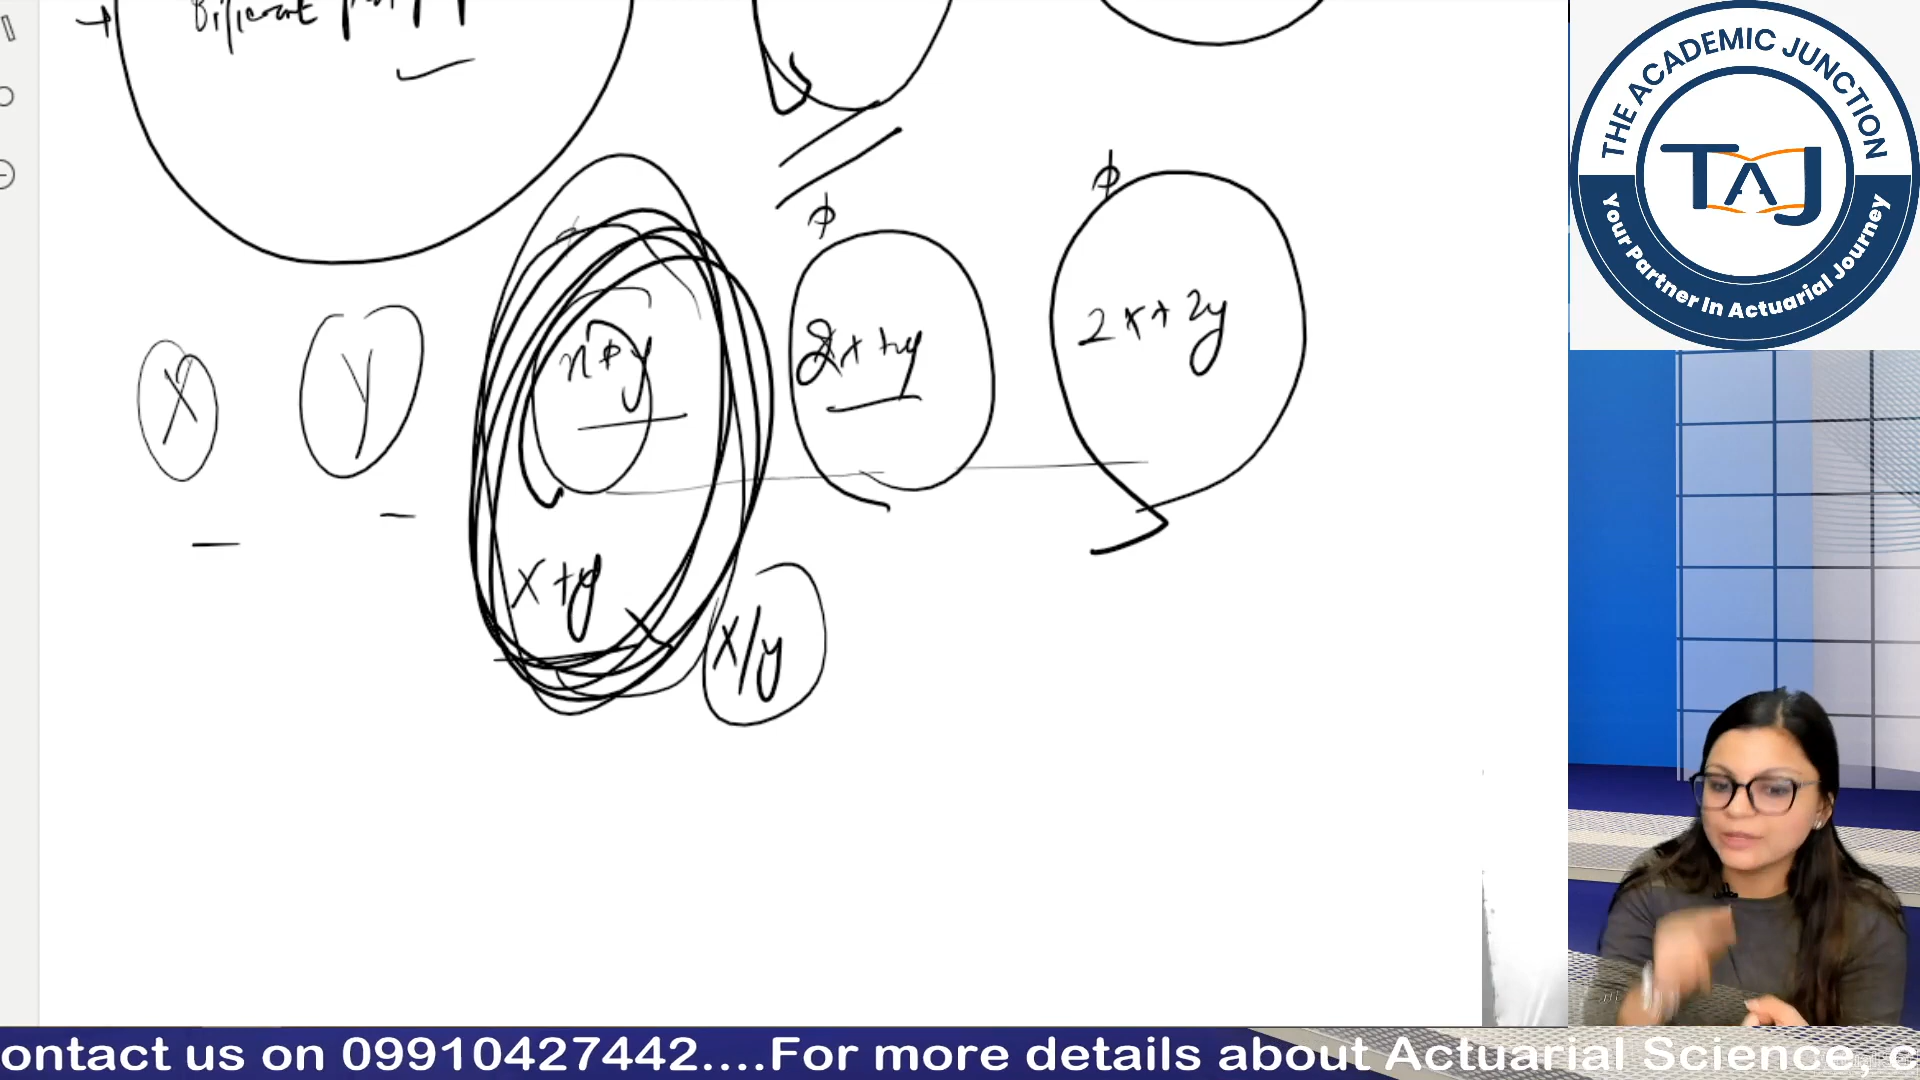 THE ACADEMIC JUNCTION
TAJ
Your Partner In Actuarial Journey
ϕ
ϕ
X
y
x+y
2x+y
2x+2y
x+y
x/y
ontact us on 09910427442....For more details about Actuarial Science, c